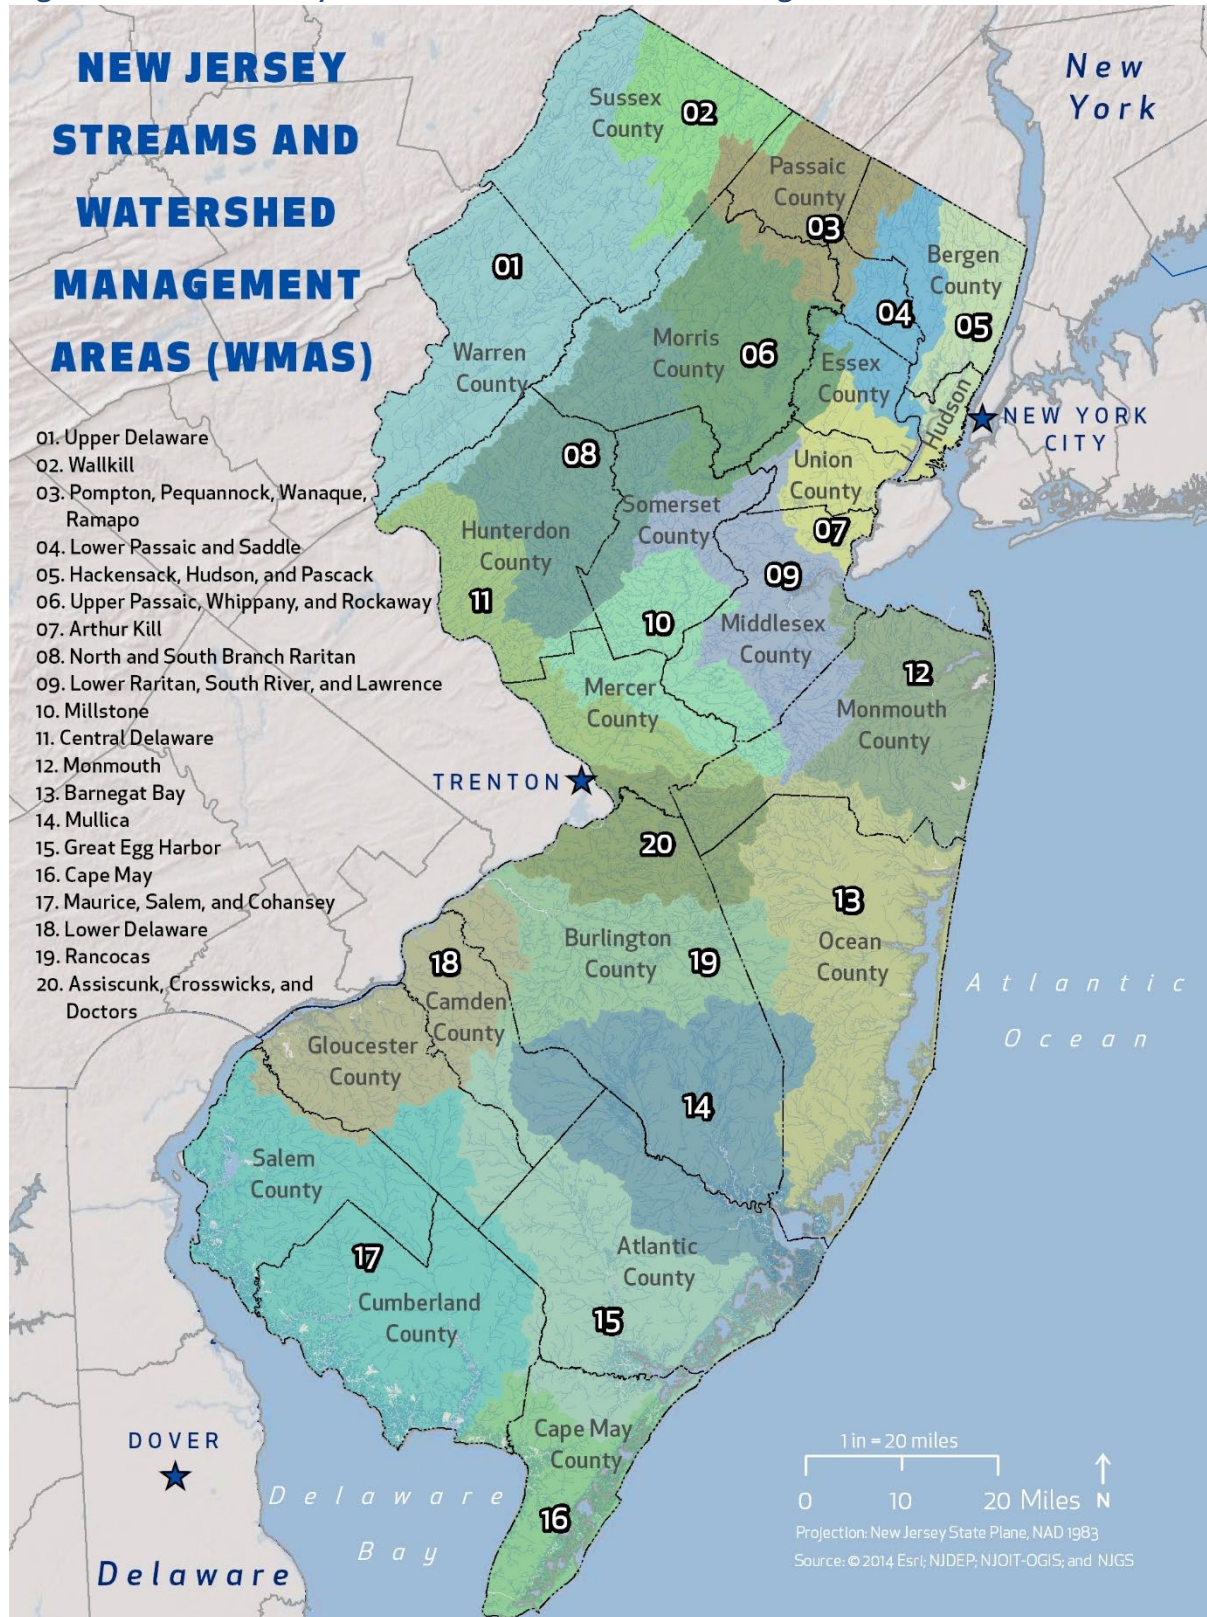 NEW JERSEY
STREAMS AND
WATERSHED
MANAGEMENT
AREAS (WMAS)
01. Upper Delaware
02. Wallkill
03. Pompton, Pequannock, Wanaque,
Ramapo
04. Lower Passaic and Saddle
05. Hackensack, Hudson, and Pascack
06. Upper Passaic, Whippany, and Rockaway
07. Arthur Kill
08. North and South Branch Raritan
09. Lower Raritan, South River, and Lawrence
10. Millstone
11. Central Delaware
12. Monmouth
13. Barnegat Bay
14. Mullica
15. Great Egg Harbor
16. Cape May
17. Maurice, Salem, and Cohansey
18. Lower Delaware
19. Rancocas
20. Assiscunk, Crosswicks, and
Doctors
New
York
Sussex
County
02
Passaic
County
03
01
Bergen
County
04
05
Warren
County
Morris
County
06
Essex
County
Hudson
NEW YORK
CITY
08
Union
County
Somerset
County
07
Hunterdon
County
09
11
10
Middlesex
County
12
Mercer
County
Monmouth
County
TRENTON
20
13
Burlington
County
19
Ocean
County
18
Camden
County
Atlantic
Ocean
Gloucester
County
14
Salem
County
17
Atlantic
County
Cumberland
County
15
Cape May
County
16
DOVER
Delaware
Bay
Delaware
1 in = 20 miles
0 10 20 Miles N
Projection: New Jersey State Plane, NAD 1983
Source: © 2014 Esri; NJDEP; NJOIT-OGIS; and NJGS